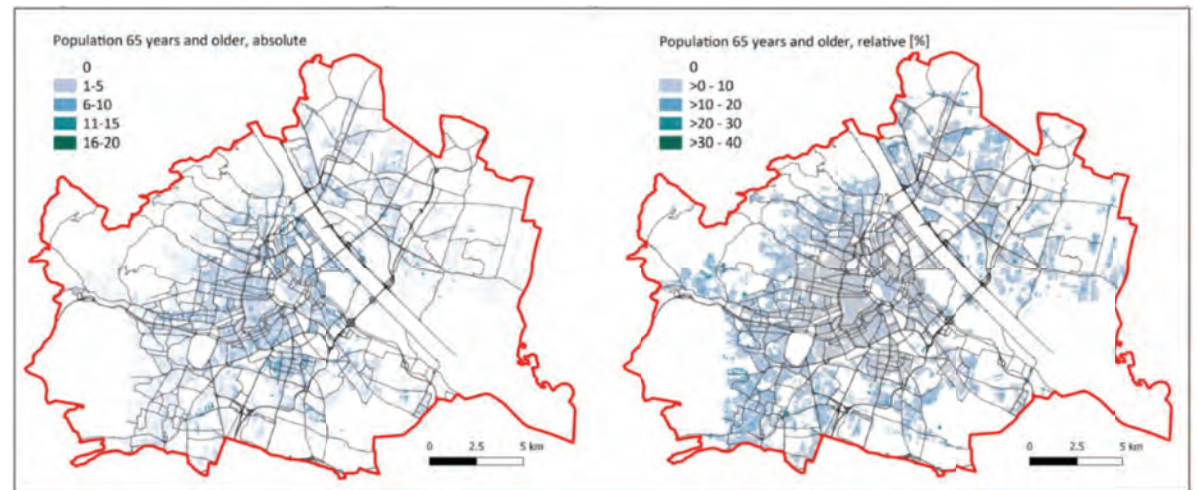 Population 65 years and older, absolute
0
1-5
6-10
11-15
16-20
0 2.5 5 km
Population 65 years and older, relative [%]
0
>0 - 10
>10 - 20
>20 - 30
>30 - 40
0 2.5 5 km